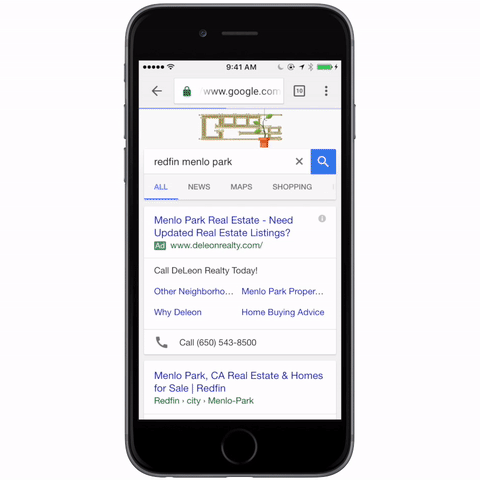 9:41 AM
www.google.com
10
redfin menlo park
ALL NEWS MAPS SHOPPING
Menlo Park Real Estate - Need
Updated Real Estate Listings?
Ad www.deleonrealty.com/
Call DeLeon Realty Today!
Other Neighborho... Menlo Park Proper...
Why Deleon Home Buying Advice
Call (650) 543-8500
Menlo Park, CA Real Estate & Homes
for Sale | Redfin
Redfin › city › Menlo-Park